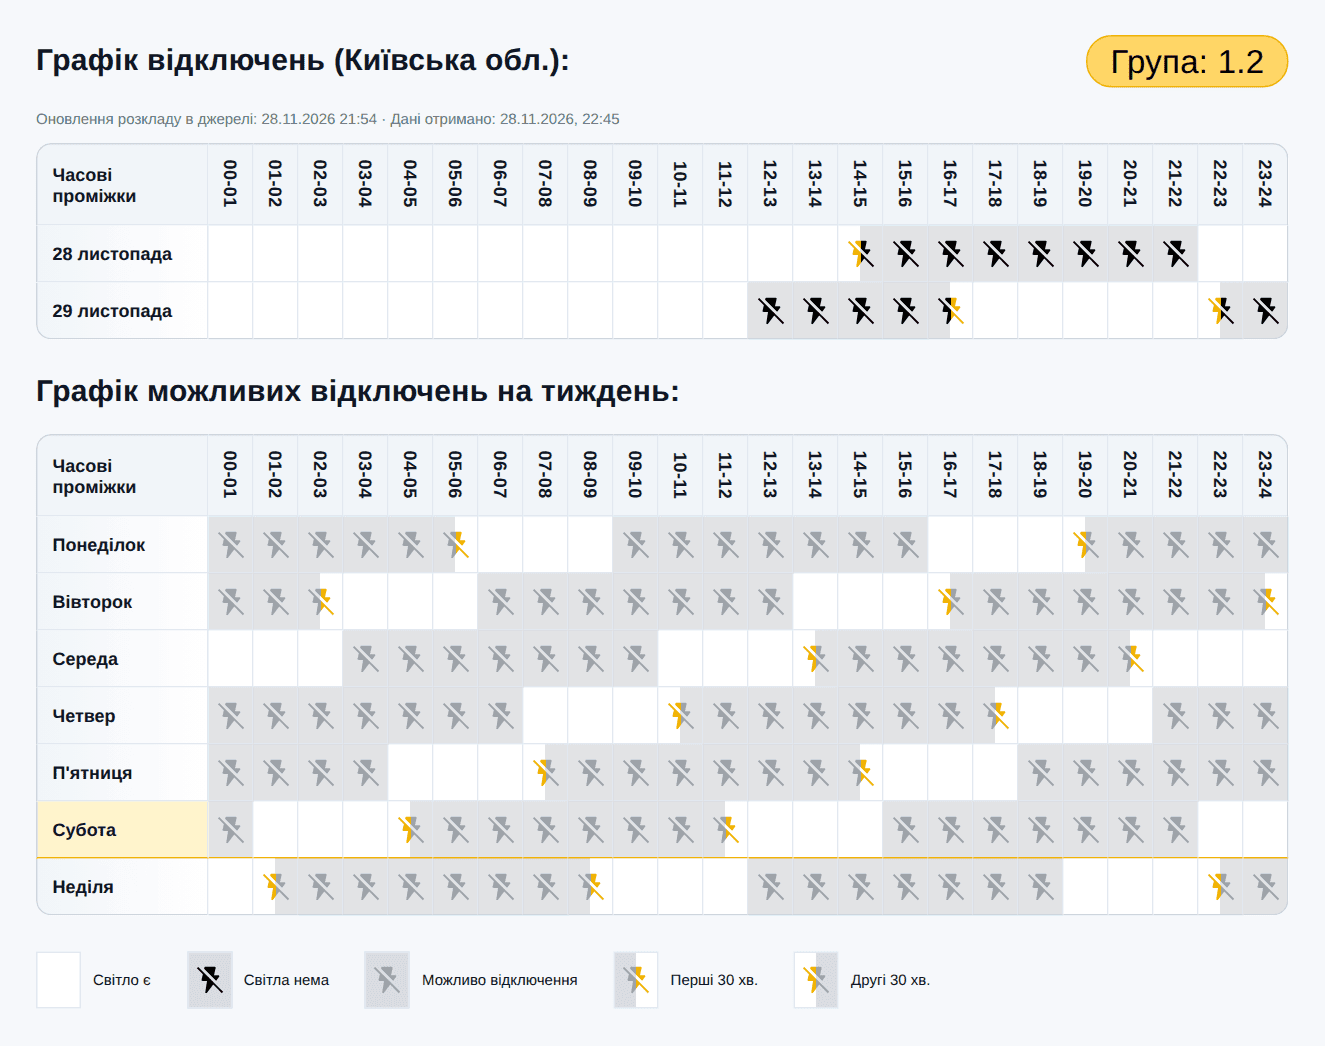 Графік відключень (Київська обл.):
Група: 1.2
Оновлення розкладу в джерелі: 28.11.2026 21:54 · Дані отримано: 28.11.2026, 22:45
Часові проміжки 00-01 01-02 02-03 03-04 04-05 05-06 06-07 07-08 08-09 09-10 10-11 11-12 12-13 13-14 14-15 15-16 16-17 17-18 18-19 19-20 20-21 21-22 22-23 23-24
28 листопада
29 листопада
Графік можливих відключень на тиждень:
Часові проміжки 00-01 01-02 02-03 03-04 04-05 05-06 06-07 07-08 08-09 09-10 10-11 11-12 12-13 13-14 14-15 15-16 16-17 17-18 18-19 19-20 20-21 21-22 22-23 23-24
Понеділок
Вівторок
Середа
Четвер
П'ятниця
Субота
Неділя
Світло є Світла нема Можливо відключення Перші 30 хв. Другі 30 хв.